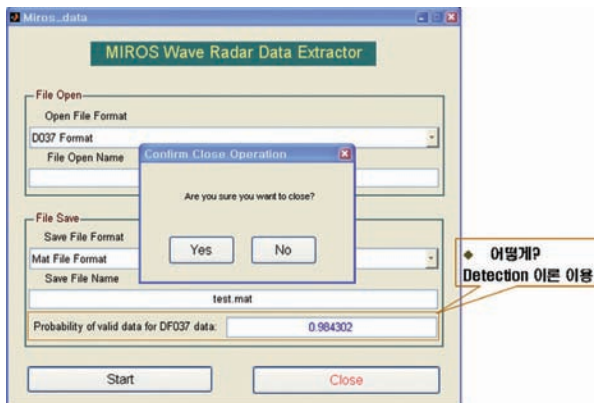 Miros_data
MIROS Wave Radar Data Extractor
File Open
Open File Format
D037 Format
File Open Name
Confirm Close Operation
Are you sure you want to close?
Yes
No
File Save
Save File Format
Mat File Format
Save File Name
test.mat
Probability of valid data for DF037 data:
0.984302
Start
Close
◆ 어떻게?
Detection 이론 이용